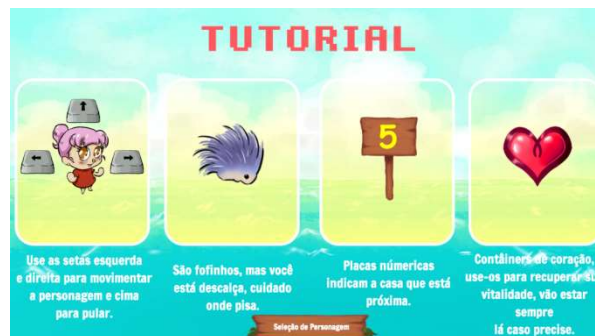 TUTORIAL
5
Use as setas esquerda
e direita para movimentar
a personagem e cima
para pular.
São fofinhos, mas você
está descalça, cuidado
onde pisa.
Placas númericas
indicam a casa que está
próxima.
Contâiners de coração,
use-os para recuperar
vitalidade, vão estar
sempre
lá caso precise.
Seleção de Personagem